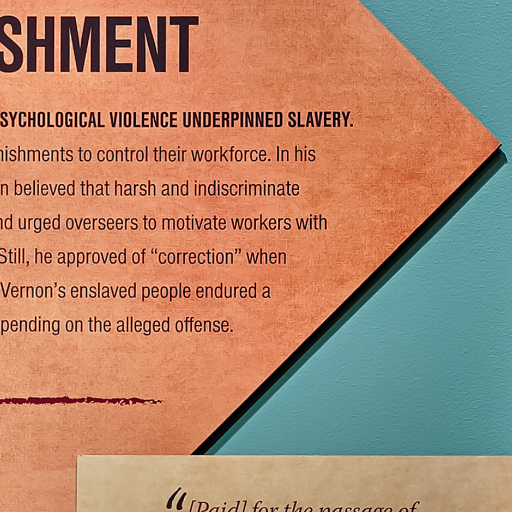 SHMENT
SYCHOLOGICAL VIOLENCE UNDERPINNED SLAVERY.
nishments to control their workforce. In his
n believed that harsh and indiscriminate
nd urged overseers to motivate workers with
Still, he approved of “correction” when
Vernon’s enslaved people endured a
pending on the alleged offense.
“[Paid] for the passage of